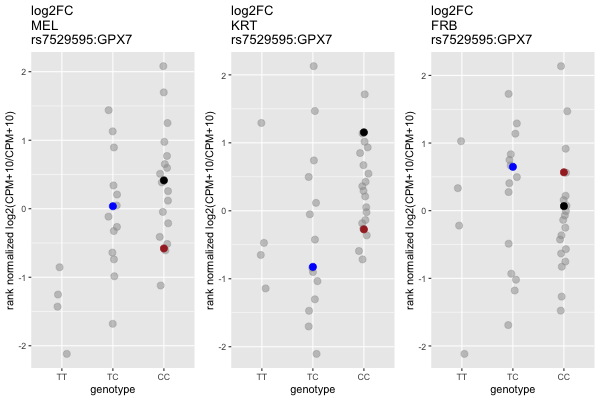 log2FC
MEL
rs7529595:GPX7
rank normalized log2(CPM+10/CPM+10)
2
1
0
-1
-2
TT
TC
CC
genotype
log2FC
KRT
rs7529595:GPX7
rank normalized log2(CPM+10/CPM+10)
2
1
0
-1
-2
TT
TC
CC
genotype
log2FC
FRB
rs7529595:GPX7
rank normalized log2(CPM+10/CPM+10)
2
1
0
-1
-2
TT
TC
CC
genotype